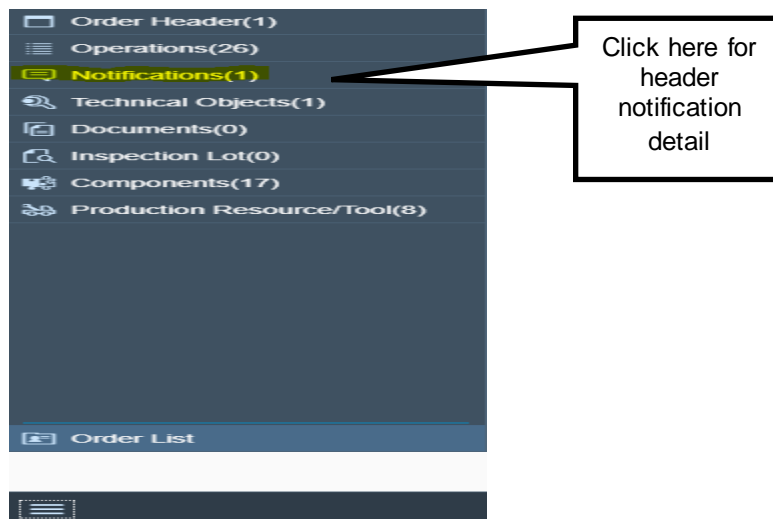 Order Header(1)
Operations(26)
Notifications(1)
Technical Objects(1)
Documents(0)
Inspection Lot(0)
Components(17)
Production Resource/Tool(8)
Order List
Click here for
header
notification
detail